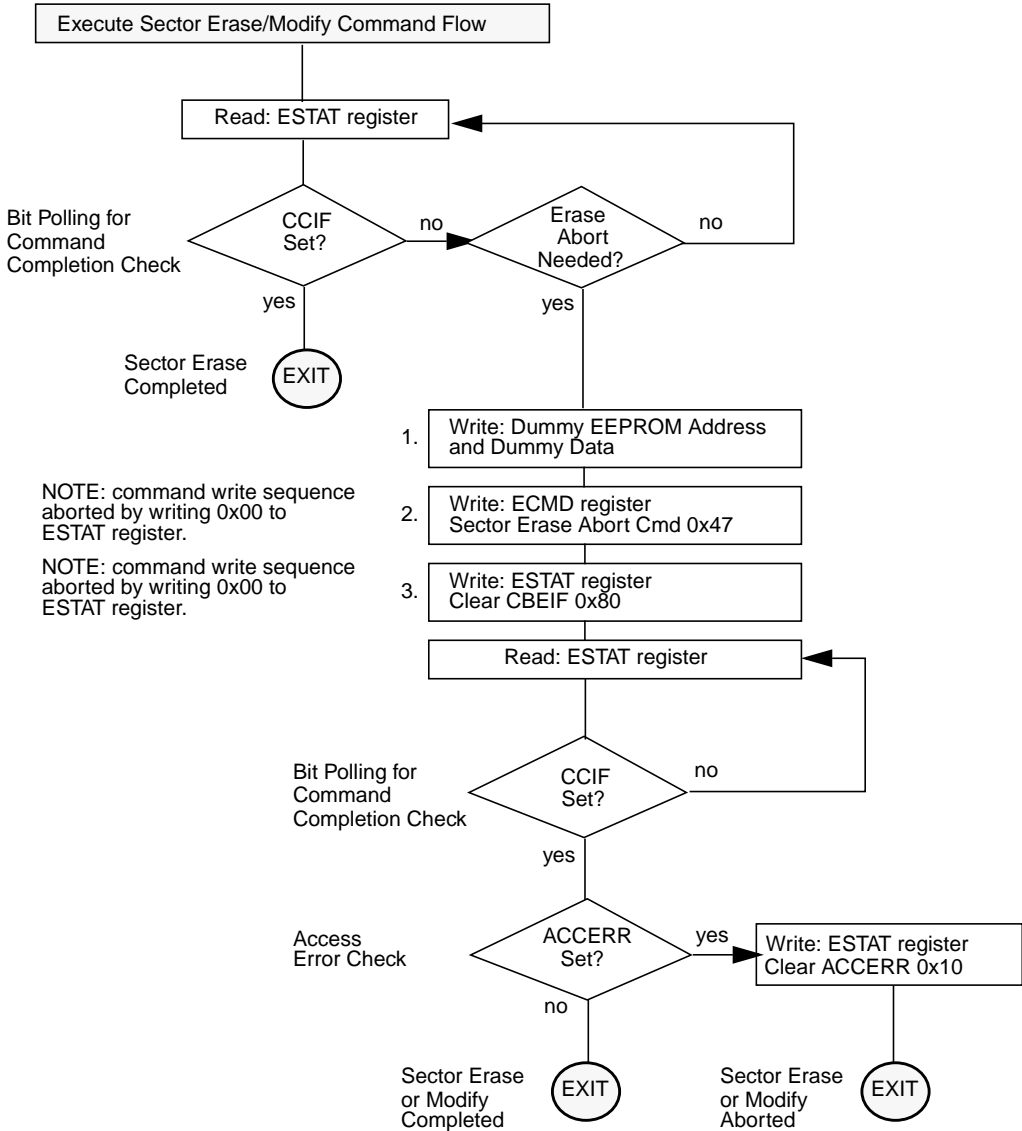 Execute Sector Erase/Modify Command Flow
Read: ESTAT register
Bit Polling for
Command
Completion Check
CCIF
Set?
no
Erase
Abort
Needed?
no
yes
yes
Sector Erase
Completed
EXIT
1.
Write: Dummy EEPROM Address
and Dummy Data
NOTE: command write sequence
aborted by writing 0x00 to
ESTAT register.
2.
Write: ECMD register
Sector Erase Abort Cmd 0x47
NOTE: command write sequence
aborted by writing 0x00 to
ESTAT register.
3.
Write: ESTAT register
Clear CBEIF 0x80
Read: ESTAT register
Bit Polling for
Command
Completion Check
CCIF
Set?
no
yes
Access
Error Check
ACCERR
Set?
yes
Write: ESTAT register
Clear ACCERR 0x10
no
Sector Erase
or Modify
Completed
EXIT
Sector Erase
or Modify
Aborted
EXIT